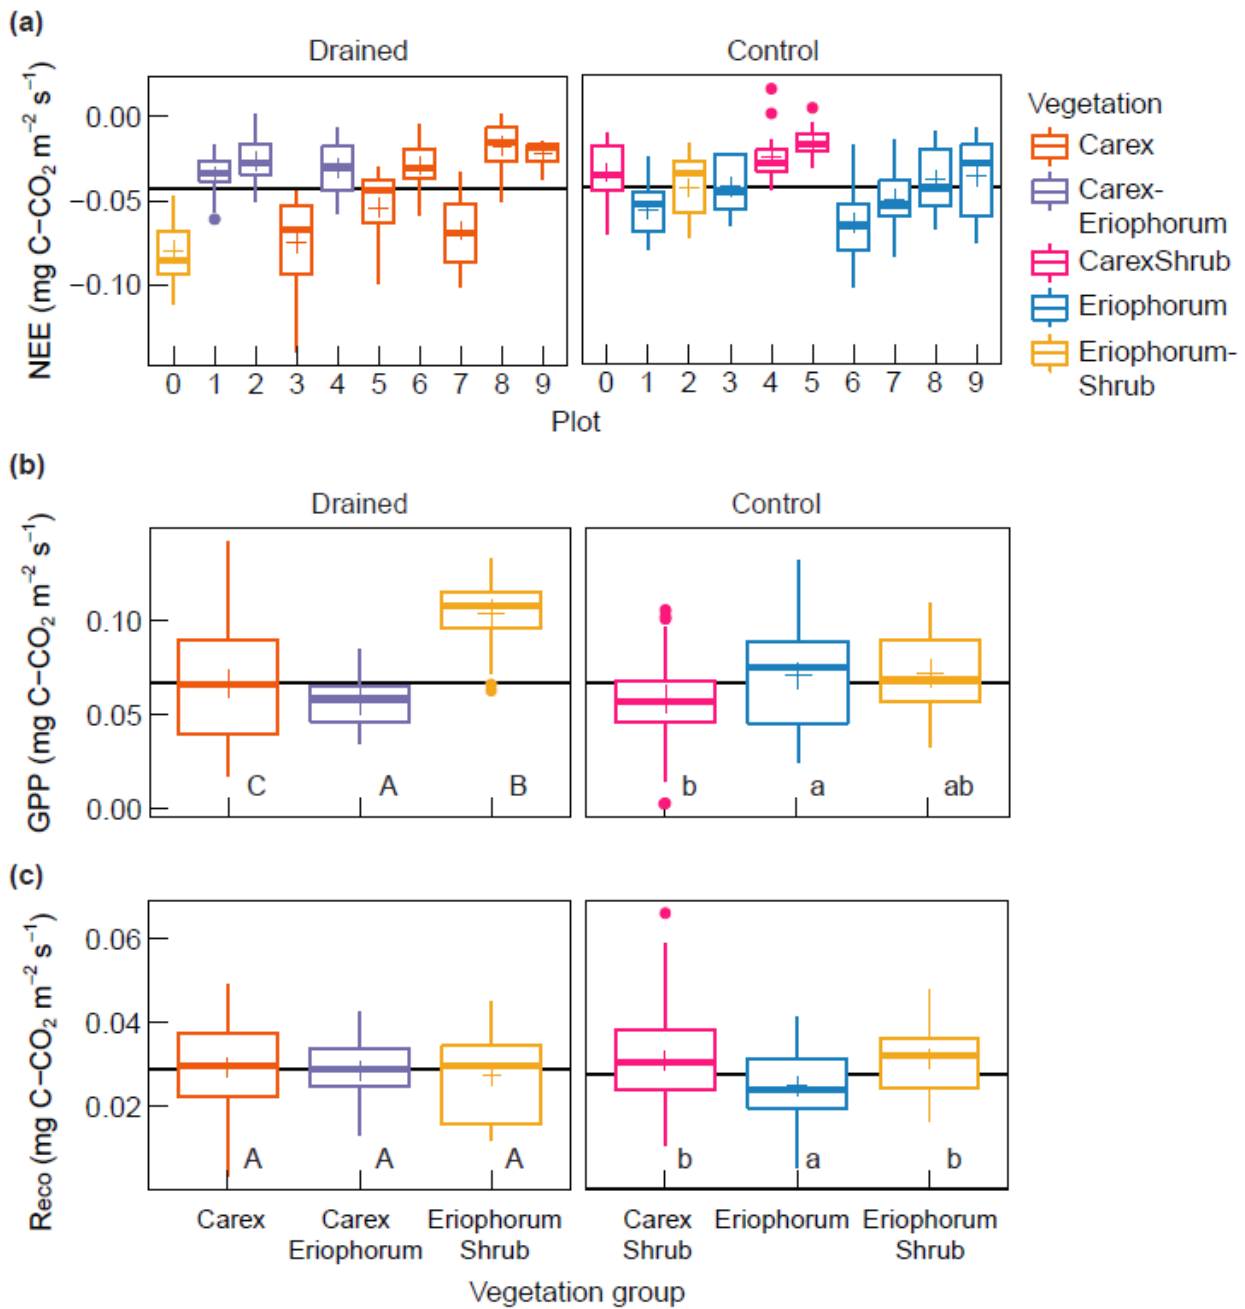 (a)
Drained
Control
NEE (mg C−CO₂ m⁻² s⁻¹)
0.00
−0.05
−0.10
0 1 2 3 4 5 6 7 8 9
0 1 2 3 4 5 6 7 8 9
Plot
Vegetation
Carex
Carex-
Eriophorum
CarexShrub
Eriophorum
Eriophorum-
Shrub
(b)
Drained
Control
GPP (mg C−CO₂ m⁻² s⁻¹)
0.10
0.05
0.00
C A B
b a ab
(c)
Reco (mg C−CO₂ m⁻² s⁻¹)
0.06
0.04
0.02
A A A
b a b
Carex
Carex
Eriophorum
Eriophorum
Shrub
Carex
Shrub
Eriophorum
Eriophorum
Shrub
Vegetation group